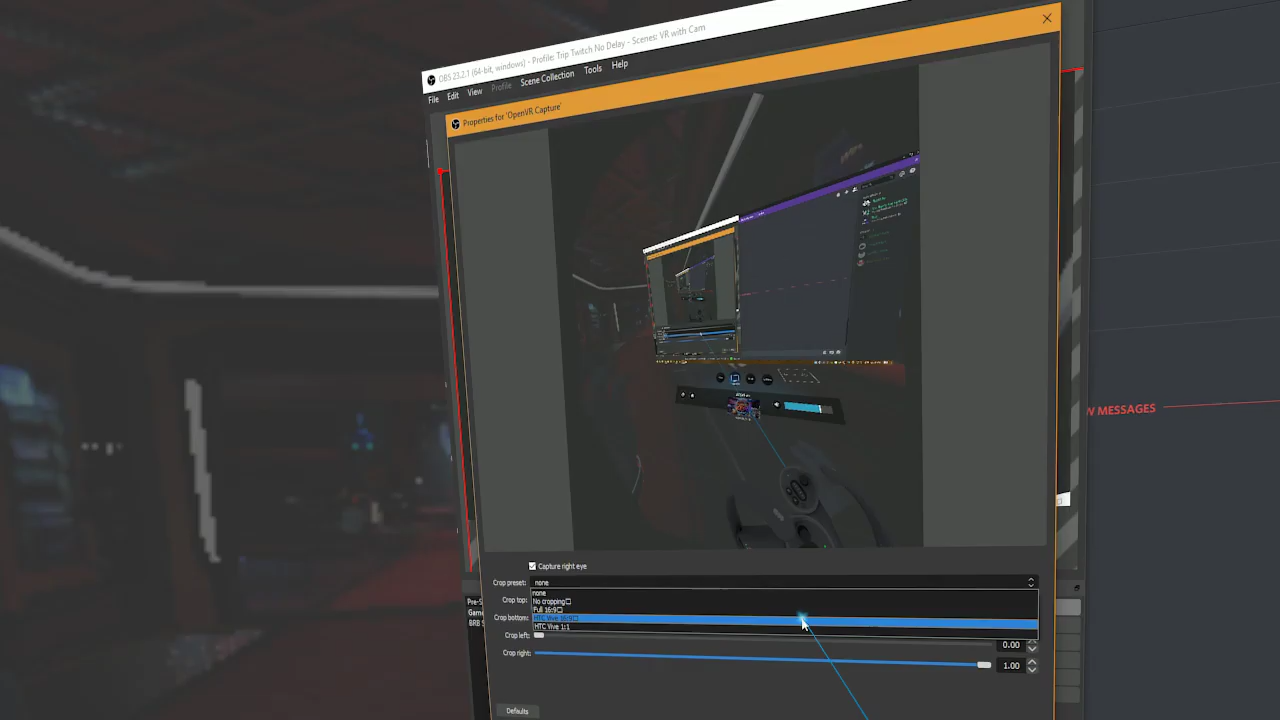 OBS 23.2.1 (64-bit, windows) - Profile: Trip Twitch No Delay - Scenes: VR with Cam
File Edit View Profile Scene Collection Tools Help
Properties for 'OpenVR Capture'
W MESSAGES
Capture right eye
Crop preset: none
none
Crop top: No cropping
Full 16:9
Crop bottom: HTC Vive 16:9
HTC Vive 1:1
Crop left: 0.00
Crop right: 1.00
Defaults